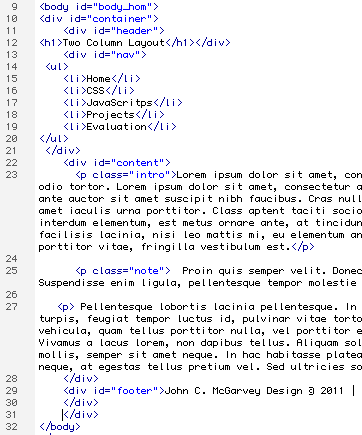 9 <body id="body_hom">
10 <div id="container">
11 <div id="header">
12 <h1>Two Column Layout</h1></div>
13 <div id="nav">
14 <ul>
15 <li>Home</li>
16 <li>CSS</li>
17 <li>JavaScritps</li>
18 <li>Projects</li>
19 <li>Evaluation</li>
20 </ul>
21 </div>
22 <div id="content">
23 <p class="intro">Lorem ipsum dolor sit amet, con
odio tortor. Lorem ipsum dolor sit amet, consectetur a
ante auctor sit amet suscipit nibh faucibus. Cras null
amet iaculis urna porttitor. Class aptent taciti socio
interdum elementum, est metus ornare ante, at tincidun
facilisis lacinia, nisi leo mattis mi, eu elementum an
porttitor vitae, fringilla vestibulum est.</p>
24
25 <p class="note"> Proin quis semper velit. Donec
Suspendisse enim ligula, pellentesque tempor molestie
26
27 <p> Pellentesque lobortis lacinia pellentesque. In
turpis, feugiat tempor luctus id, pulvinar vitae torto
vehicula, quam tellus porttitor nulla, vel porttitor e
Vivamus a lacus lorem, non dapibus tellus. Aliquam sol
mollis, semper sit amet neque. In hac habitasse platea
neque, at egestas tellus pretium vel. Sed ultricies so
28 </div>
29 <div id="footer">John C. McGarvey Design @ 2011 |
30 </div>
31 </div>
32 </body>